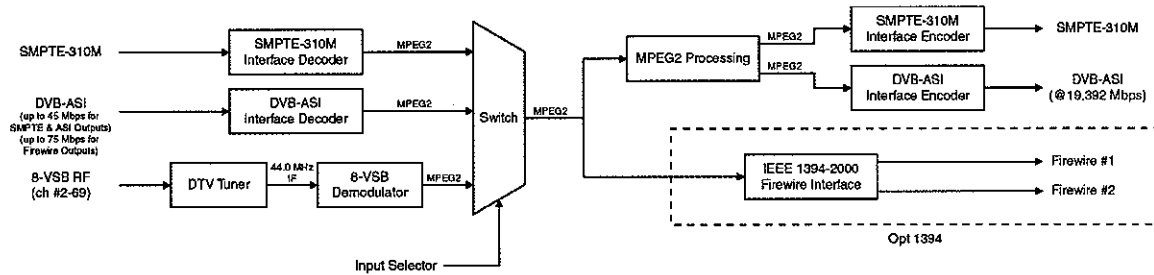 SMPTE-310M
SMPTE-310M
Interface Decoder
MPEG2
DVB-ASI
(up to 45 Mbps for
SMPTE & ASI Outputs)
(up to 75 Mbps for
Firewire Outputs)
DVB-ASI
Interface Decoder
MPEG2
8-VSB RF
(ch #2-69)
DTV Tuner
44.0 MHz
IF
8-VSB
Demodulator
MPEG2
Switch
Input Selector
MPEG2
MPEG2 Processing
MPEG2
MPEG2
SMPTE-310M
Interface Encoder
SMPTE-310M
DVB-ASI
Interface Encoder
DVB-ASI
(@19,392 Mbps)
IEEE 1394-2000
Firewire Interface
Firewire #1
Firewire #2
Opt 1394